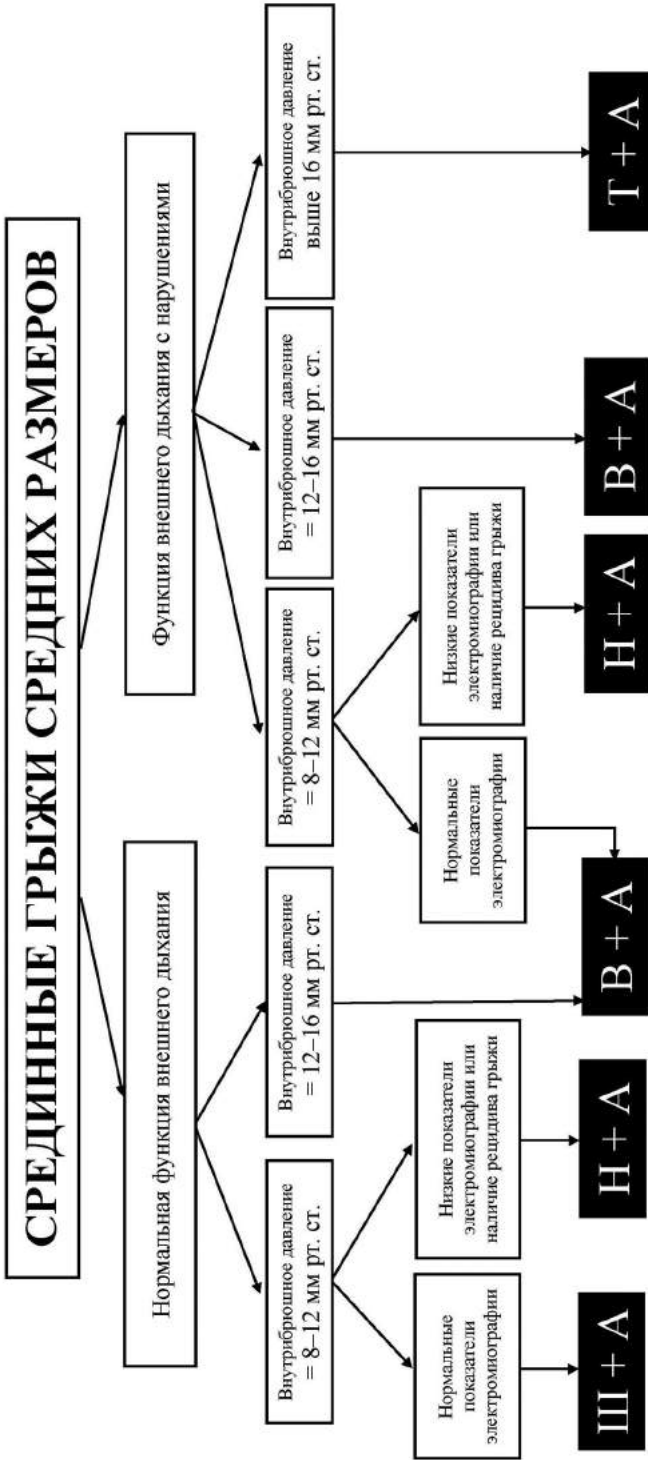 СРЕДИННЫЕ ГРЫЖИ СРЕДНИХ РАЗМЕРОВ
Нормальная функция внешнего дыхания
Функция внешнего дыхания с нарушениями
Внутрибрюшное давление
= 8–12 мм рт. ст.
Внутрибрюшное давление
= 12–16 мм рт. ст.
Внутрибрюшное давление
= 8–12 мм рт. ст.
Внутрибрюшное давление
= 12–16 мм рт. ст.
Внутрибрюшное давление
выше 16 мм рт. ст.
Нормальные
показатели
электромиографии
Низкие показатели
электромиографии или
наличие рецидива грыжи
Нормальные
показатели
электромиографии
Низкие показатели
электромиографии или
наличие рецидива грыжи
Ш + А
Н + А
В + А
Н + А
В + А
Т + А